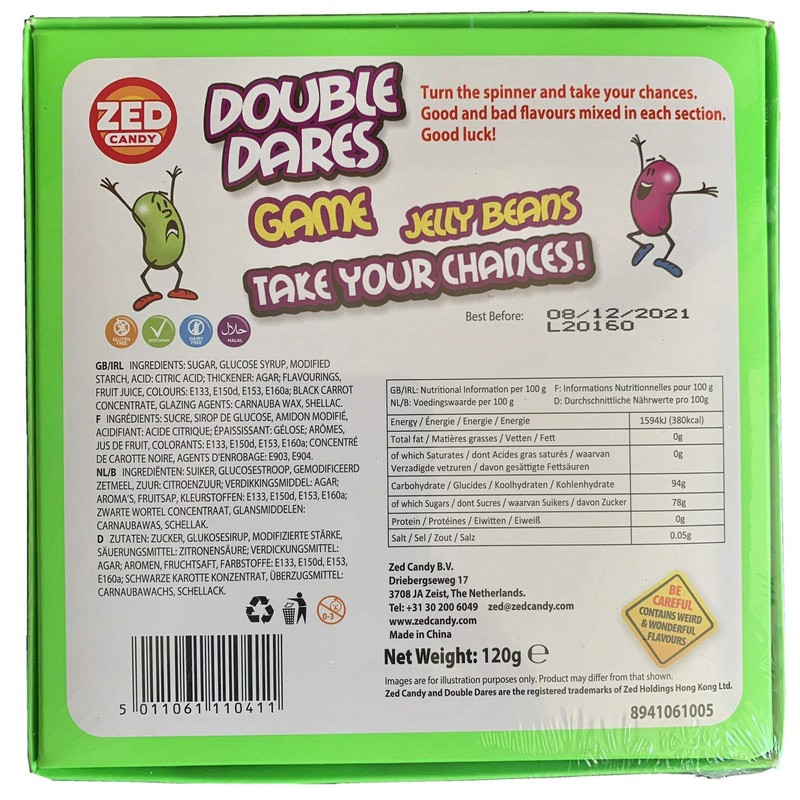 ZED
CANDY
DOUBLE
DARES
GAME JELLY BEANS
TAKE YOUR CHANCES!
Turn the spinner and take your chances.
Good and bad flavours mixed in each section.
Good luck!
Best Before: 08/12/2021
L20160
GLUTEN
FREE
VEGETARIAN
DAIRY
FREE
حلال
HALAL
GB/IRL INGREDIENTS: SUGAR, GLUCOSE SYRUP, MODIFIED
STARCH, ACID: CITRIC ACID; THICKENER: AGAR; FLAVOURINGS,
FRUIT JUICE, COLOURS: E133, E150d, E153, E160a; BLACK CARROT
CONCENTRATE, GLAZING AGENTS: CARNAUBA WAX, SHELLAC.
F INGRÉDIENTS: SUCRE, SIROP DE GLUCOSE, AMIDON MODIFIÉ,
ACIDIFIANT: ACIDE CITRIQUE; ÉPAISSISSANT: GÉLOSE; ARÔMES,
JUS DE FRUIT, COLORANTS: E133, E150d, E153, E160a; CONCENTRÉ
DE CAROTTE NOIRE, AGENTS D'ENROBAGE: E903, E904.
NL/B INGREDIËNTEN: SUIKER, GLUCOSESTROOP, GEMODIFICEERD
ZETMEEL, ZUUR: CITROENZUUR; VERDIKKINGSMIDDEL: AGAR;
AROMA'S, FRUITSAP, KLEURSTOFFEN: E133, E150d, E153, E160a;
ZWARTE WORTEL CONCENTRAAT, GLANSMIDDELEN:
CARNAUBAWAS, SCHELLAK.
D ZUTATEN: ZUCKER, GLUKOSESIRUP, MODIFIZIERTE STÄRKE,
SÄUERUNGSMITTEL: ZITRONENSÄURE; VERDICKUNGSMITTEL:
AGAR; AROMEN, FRUCHTSAFT, FARBSTOFFE: E133, E150d, E153,
E160a; SCHWARZE KAROTTE KONZENTRAT, ÜBERZUGSMITTEL:
CARNAUBAWACHS, SCHELLACK.
0-3
5 011061 110411
GB/IRL: Nutritional Information per 100 g F: Informations Nutritionnelles pour 100 g
NL/B: Voedingswaarde per 100 g D: Durchschnittliche Nährwerte pro 100g
Energy / Énergie / Energie / Energie 1594kJ (380kcal)
Total fat / Matières grasses / Vetten / Fett 0g
of which Saturates / dont Acides gras saturés / waarvan 0g
Verzadigde vetzuren / davon gesättigte Fettsäuren
Carbohydrate / Glucides / Koolhydraten / Kohlenhydrate 94g
of which Sugars / dont Sucres / waarvan Suikers / davon Zucker 78g
Protein / Protéines / Eiwitten / Eiweiß 0g
Salt / Sel / Zout / Salz 0.05g
Zed Candy B.V.
Driebergseweg 17
3708 JA Zeist, The Netherlands.
Tel: +31 30 200 6049 zed@zedcandy.com
www.zedcandy.com
Made in China
Net Weight: 120g ℮
BE
CAREFUL
CONTAINS WEIRD
& WONDERFUL
FLAVOURS
Images are for illustration purposes only. Product may differ from that shown.
Zed Candy and Double Dares are the registered trademarks of Zed Holdings Hong Kong Ltd.
8941061005